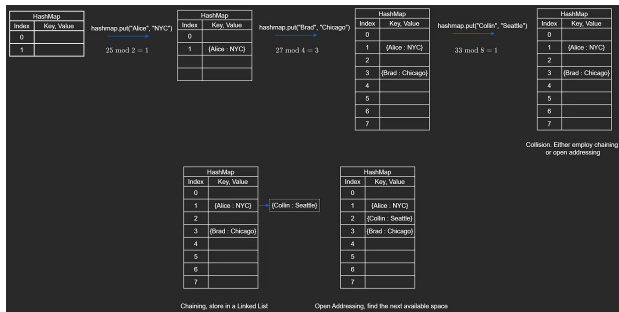 HashMap
Index Key, Value
0
1
hashmap.put("Alice", "NYC")
25 mod 2 = 1
HashMap
Index Key, Value
0
1 {Alice : NYC}
hashmap.put("Brad", "Chicago")
27 mod 4 = 3
HashMap
Index Key, Value
0
1 {Alice : NYC}
2
3 {Brad : Chicago}
4
5
6
7
hashmap.put("Collin", "Seattle")
33 mod 8 = 1
HashMap
Index Key, Value
0
1 {Alice : NYC}
2
3 {Brad : Chicago}
4
5
6
7
Collision. Either employ chaining
or open addressing
HashMap
Index Key, Value
0
1 {Alice : NYC} {Collin : Seattle}
2
3 {Brad : Chicago}
4
5
6
7
Chaining, store in a Linked List
HashMap
Index Key, Value
0
1 {Alice : NYC}
2 {Collin : Seattle}
3 {Brad : Chicago}
4
5
6
7
Open Addressing, find the next available space